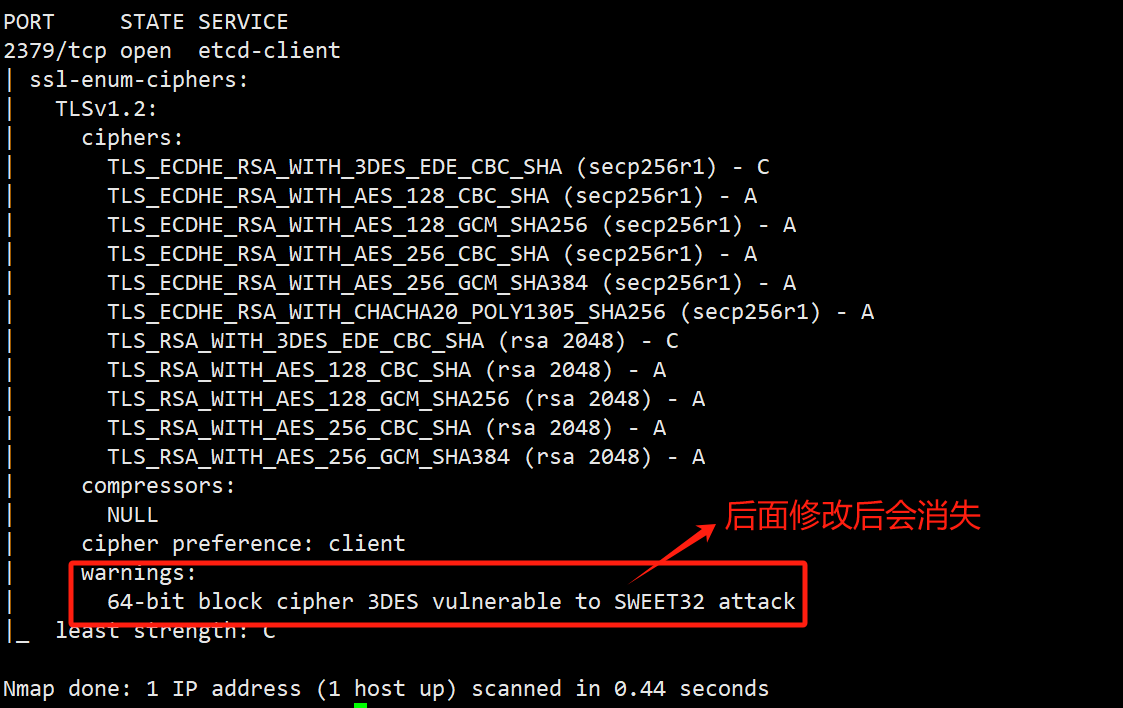 PORT     STATE SERVICE
2379/tcp open  etcd-client
| ssl-enum-ciphers:
|   TLSv1.2:
|     ciphers:
|       TLS_ECDHE_RSA_WITH_3DES_EDE_CBC_SHA (secp256r1) - C
|       TLS_ECDHE_RSA_WITH_AES_128_CBC_SHA (secp256r1) - A
|       TLS_ECDHE_RSA_WITH_AES_128_GCM_SHA256 (secp256r1) - A
|       TLS_ECDHE_RSA_WITH_AES_256_CBC_SHA (secp256r1) - A
|       TLS_ECDHE_RSA_WITH_AES_256_GCM_SHA384 (secp256r1) - A
|       TLS_ECDHE_RSA_WITH_CHACHA20_POLY1305_SHA256 (secp256r1) - A
|       TLS_RSA_WITH_3DES_EDE_CBC_SHA (rsa 2048) - C
|       TLS_RSA_WITH_AES_128_CBC_SHA (rsa 2048) - A
|       TLS_RSA_WITH_AES_128_GCM_SHA256 (rsa 2048) - A
|       TLS_RSA_WITH_AES_256_CBC_SHA (rsa 2048) - A
|       TLS_RSA_WITH_AES_256_GCM_SHA384 (rsa 2048) - A
|     compressors:
|       NULL
后面修改后会消失
|     cipher preference: client
|     warnings:
|       64-bit block cipher 3DES vulnerable to SWEET32 attack
|_  least strength: C
Nmap done: 1 IP address (1 host up) scanned in 0.44 seconds